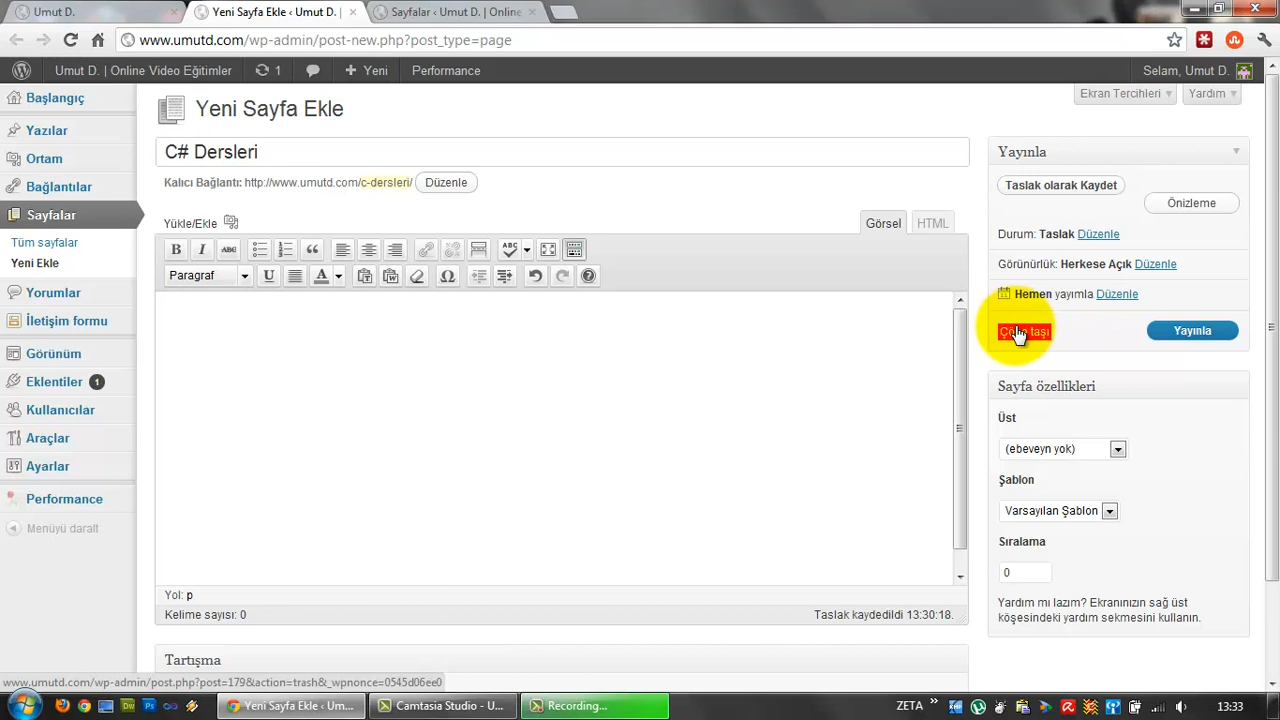 Umut D.
Yeni Sayfa Ekle ‹ Umut D. |
Sayfalar ‹ Umut D. | Online
www.umutd.com/wp-admin/post-new.php?post_type=page
Umut D. | Online Video Eğitimler
1
Yeni
Performance
Selam, Umut D.
Başlangıç
Yazılar
Ortam
Bağlantılar
Sayfalar
Tüm sayfalar
Yeni Ekle
Yorumlar
İletişim formu
Görünüm
Eklentiler 1
Kullanıcılar
Araçlar
Ayarlar
Performance
Menüyü daralt
Ekran Tercihleri
Yardım
Yeni Sayfa Ekle
C# Dersleri
Kalıcı Bağlantı: http://www.umutd.com/c-dersleri/ Düzenle
Yükle/Ekle
Görsel
HTML
B I ABC ABC
Paragraf U A Ω
Yol: p
Kelime sayısı: 0
Taslak kaydedildi 13:30:18.
Tartışma
Yayınla
Taslak olarak Kaydet
Önizleme
Durum: Taslak Düzenle
Görünürlük: Herkese Açık Düzenle
Hemen yayımla Düzenle
taşı
Yayınla
Sayfa özellikleri
Üst
(ebeveyn yok)
Şablon
Varsayılan Şablon
Sıralama
0
Yardım mı lazım? Ekranınızın sağ üst
köşesindeki yardım sekmesini kullanın.
www.umutd.com/wp-admin/post.php?post=179&action=trash&_wpnonce=0545d06ee0
Yeni Sayfa Ekle ‹ Um...
Camtasia Studio - U...
Recording...
ZETA
13:33